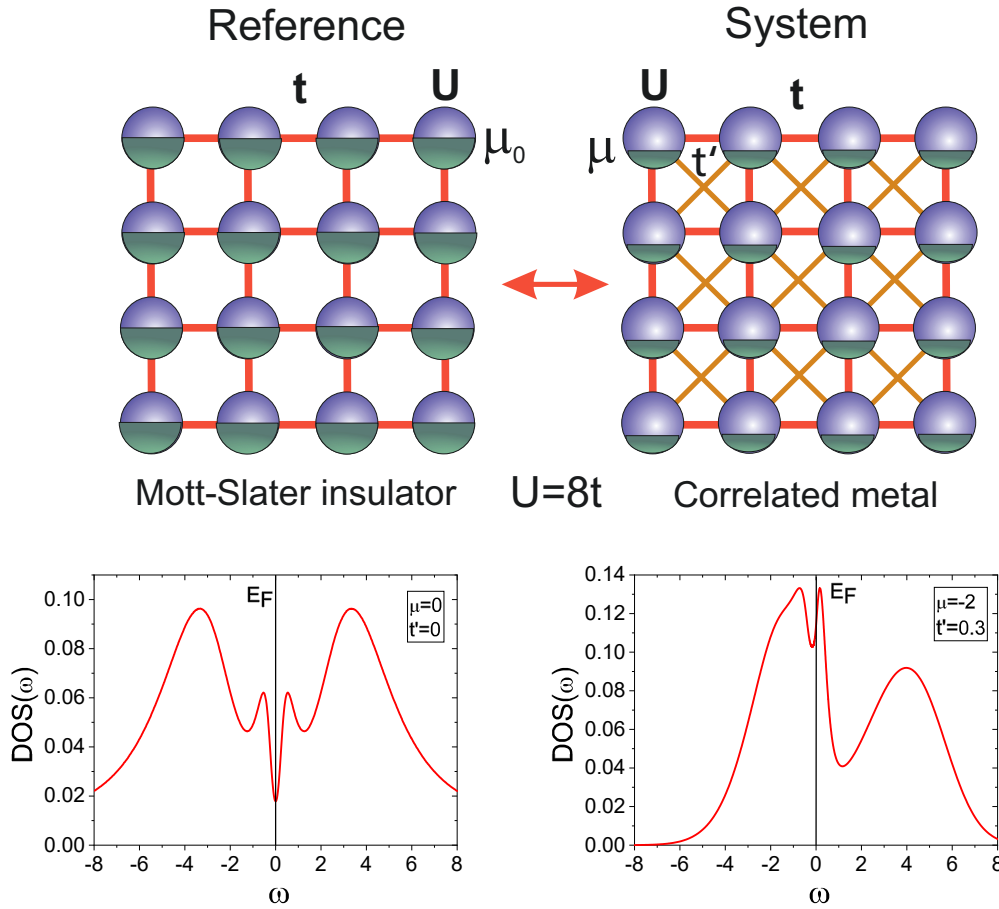 Reference
System
t
U
μ₀
U
t
μ
t'
Mott-Slater insulator
U=8t
Correlated metal
E_F
μ=0
t'=0
DOS(ω)
0.10
0.08
0.06
0.04
0.02
0.00
-8 -6 -4 -2 0 2 4 6 8
ω
E_F
μ=-2
t'=0.3
DOS(ω)
0.14
0.12
0.10
0.08
0.06
0.04
0.02
0.00
-8 -6 -4 -2 0 2 4 6 8
ω